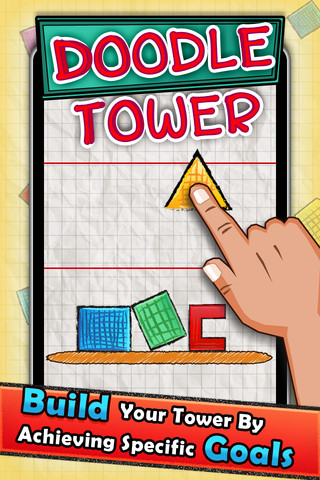 DOODLE
TOWER
Build Your Tower By
Achieving Specific Goals